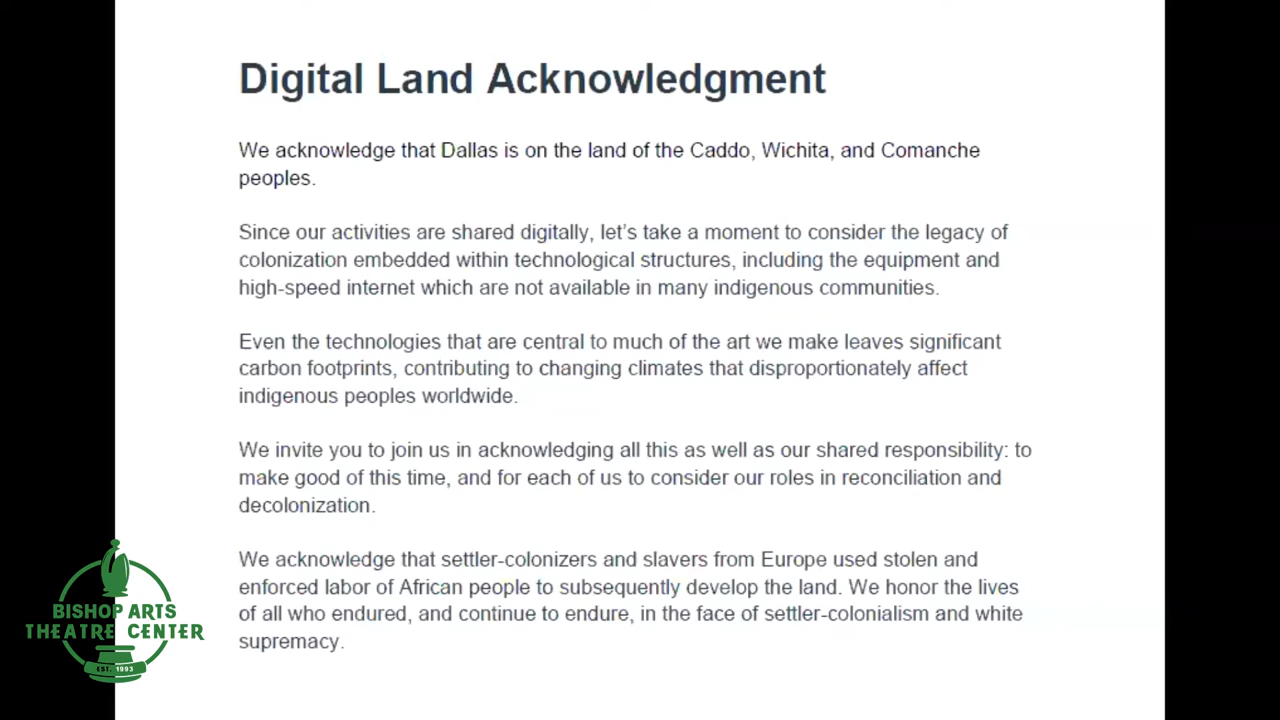 Digital Land Acknowledgment
We acknowledge that Dallas is on the land of the Caddo, Wichita, and Comanche
peoples.
Since our activities are shared digitally, let's take a moment to consider the legacy of
colonization embedded within technological structures, including the equipment and
high-speed internet which are not available in many indigenous communities.
Even the technologies that are central to much of the art we make leaves significant
carbon footprints, contributing to changing climates that disproportionately affect
indigenous peoples worldwide.
We invite you to join us in acknowledging all this as well as our shared responsibility: to
make good of this time, and for each of us to consider our roles in reconciliation and
decolonization.
We acknowledge that settler-colonizers and slavers from Europe used stolen and
enforced labor of African people to subsequently develop the land. We honor the lives
of all who endured, and continue to endure, in the face of settler-colonialism and white
supremacy.
BISHOP ARTS
THEATRE CENTER
EST. 1993